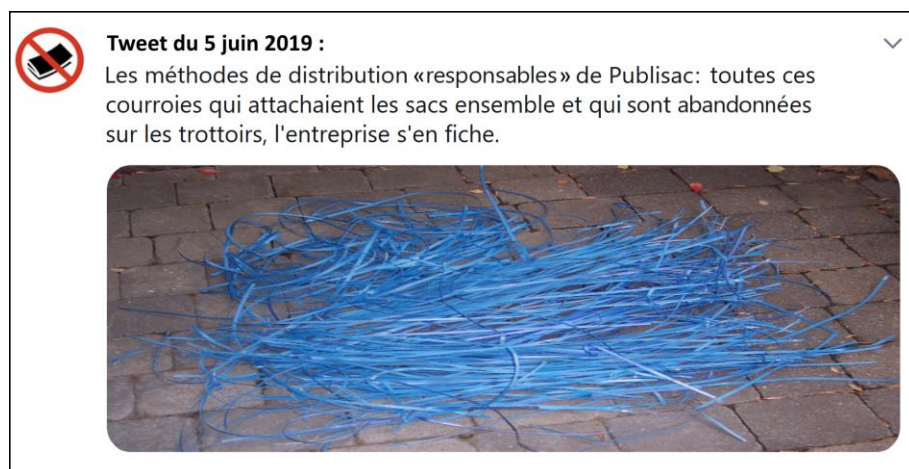 Tweet du 5 juin 2019 :
Les méthodes de distribution «responsables» de Publisac: toutes ces
courroies qui attachaient les sacs ensemble et qui sont abandonnées
sur les trottoirs, l'entreprise s'en fiche.